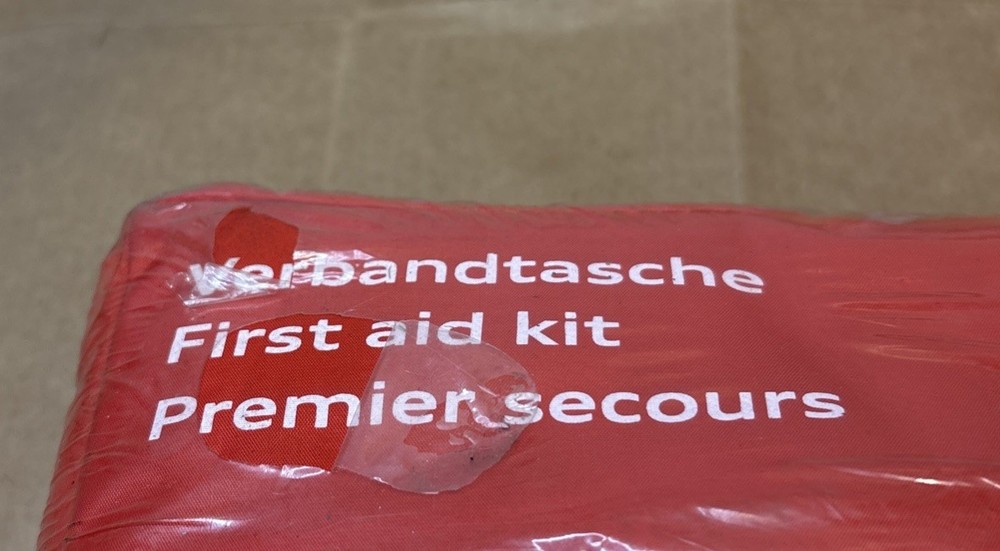 Verbandtasche
First aid kit
Premier secours